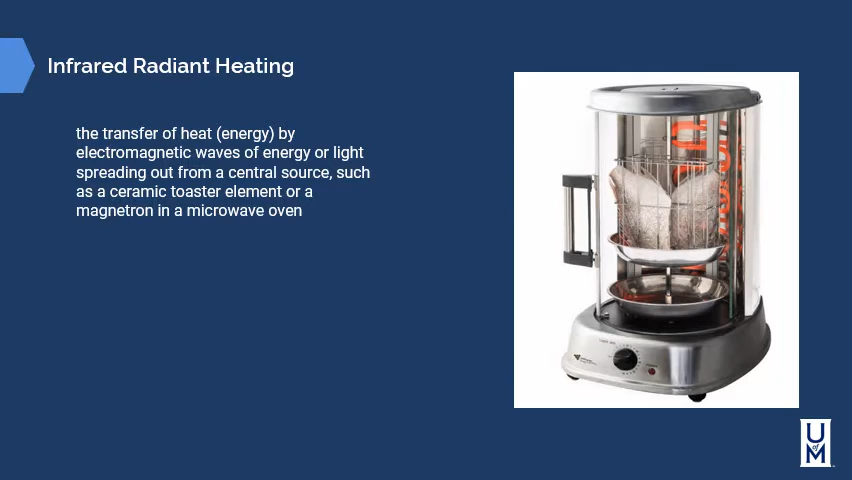 Infrared Radiant Heating
the transfer of heat (energy) by
electromagnetic waves of energy or light
spreading out from a central source, such
as a ceramic toaster element or a
magnetron in a microwave oven
U
of
M